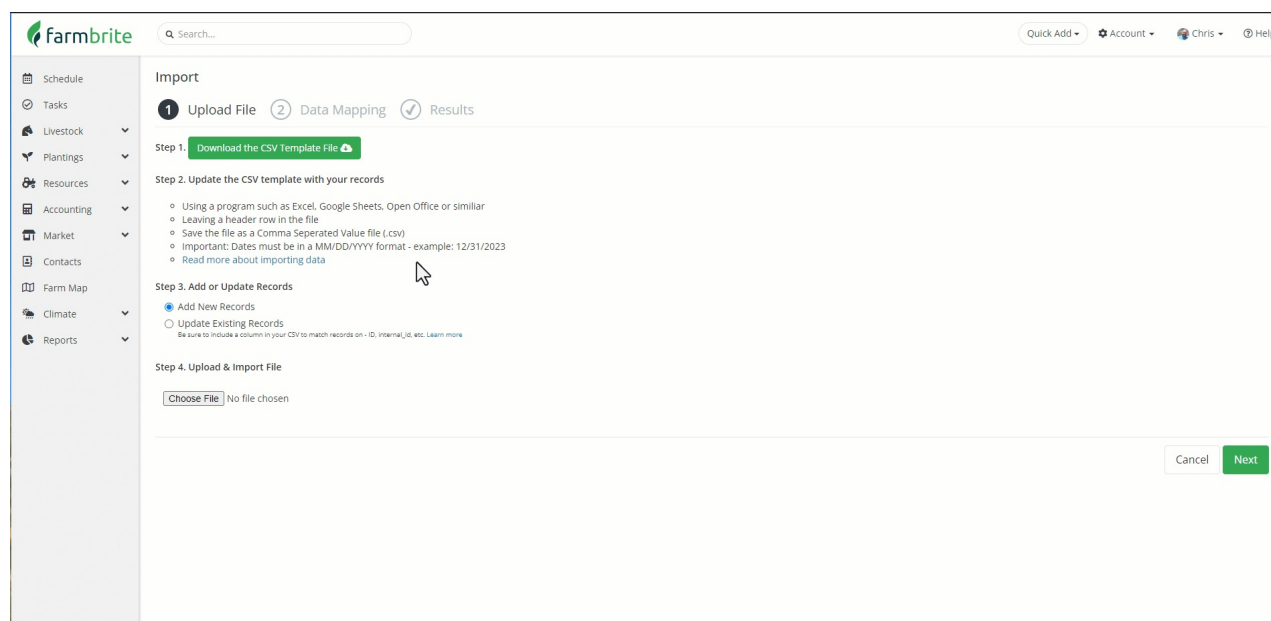 farmbrite
Search...
Quick Add
Account
Chris
Hel
Schedule
Tasks
Livestock
Plantings
Resources
Accounting
Market
Contacts
Farm Map
Climate
Reports
Import
1 Upload File 2 Data Mapping Results
Step 1. Download the CSV Template File
Step 2. Update the CSV template with your records
Using a program such as Excel, Google Sheets, Open Office or similiar
Leaving a header row in the file
Save the file as a Comma Seperated Value file (.csv)
Important: Dates must be in a MM/DD/YYYY format - example: 12/31/2023
Read more about importing data
Step 3. Add or Update Records
Add New Records
Update Existing Records
Be sure to include a column in your CSV to match records on - ID, internal_id, etc. Learn more
Step 4. Upload & Import File
Choose File No file chosen
Cancel Next